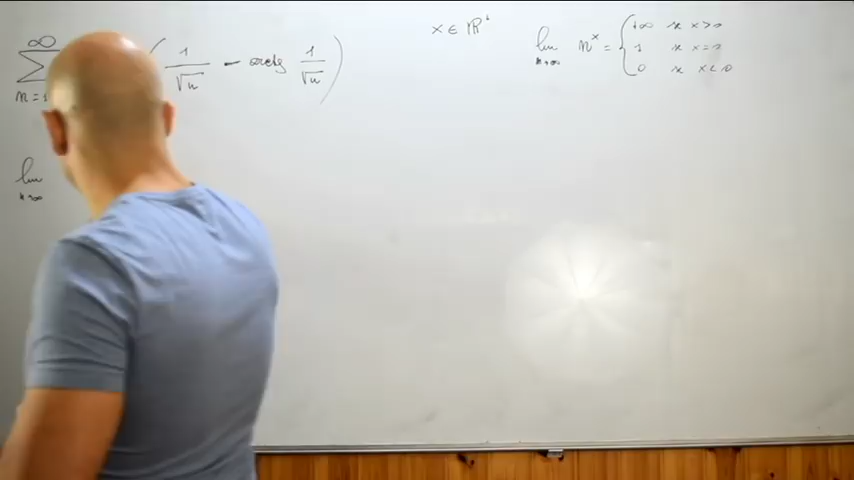 ∞
Σ ( 1/√n - arctg 1/√n )
n=1
x ∈ ℝ
lim n^x = { +∞ se x>0
n→∞ 1 se x=0
0 se x<0
lim
n→∞